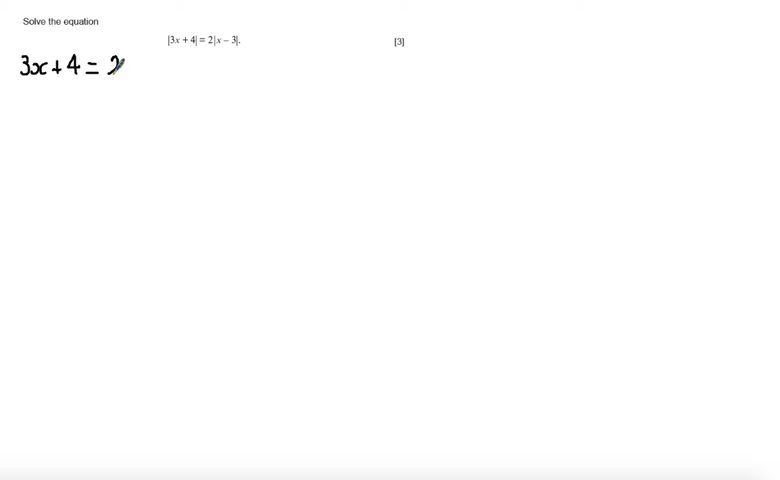 Solve the equation
|3x + 4| = 2|x − 3|. [3]
3x + 4 = 2